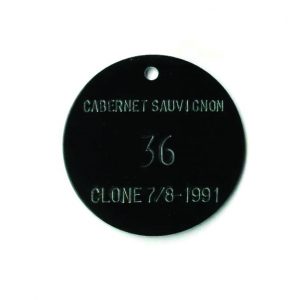 CABERNET SAUVIGNON
36
CLONE 7/8-1991